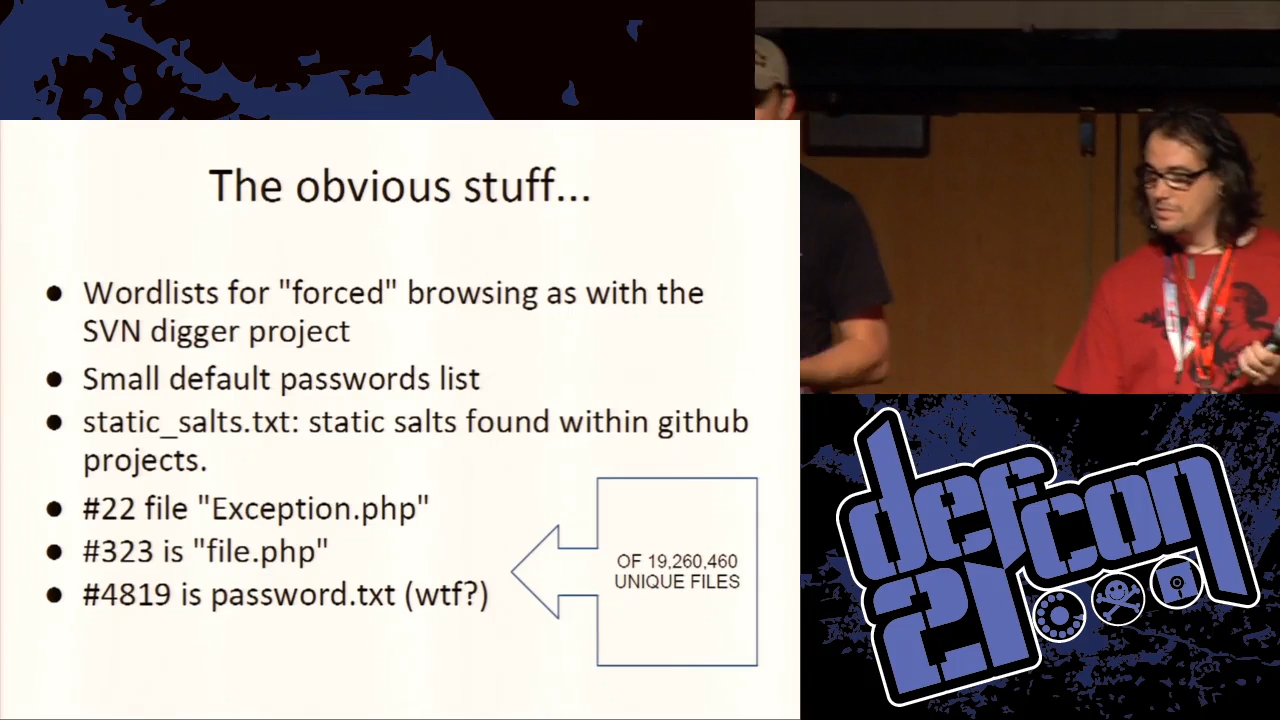 The obvious stuff...
● Wordlists for "forced" browsing as with the
SVN digger project
● Small default passwords list
● static_salts.txt: static salts found within github
projects.
● #22 file "Exception.php"
● #323 is "file.php"
● #4819 is password.txt (wtf?)
OF 19,260,460
UNIQUE FILES
defcon
21